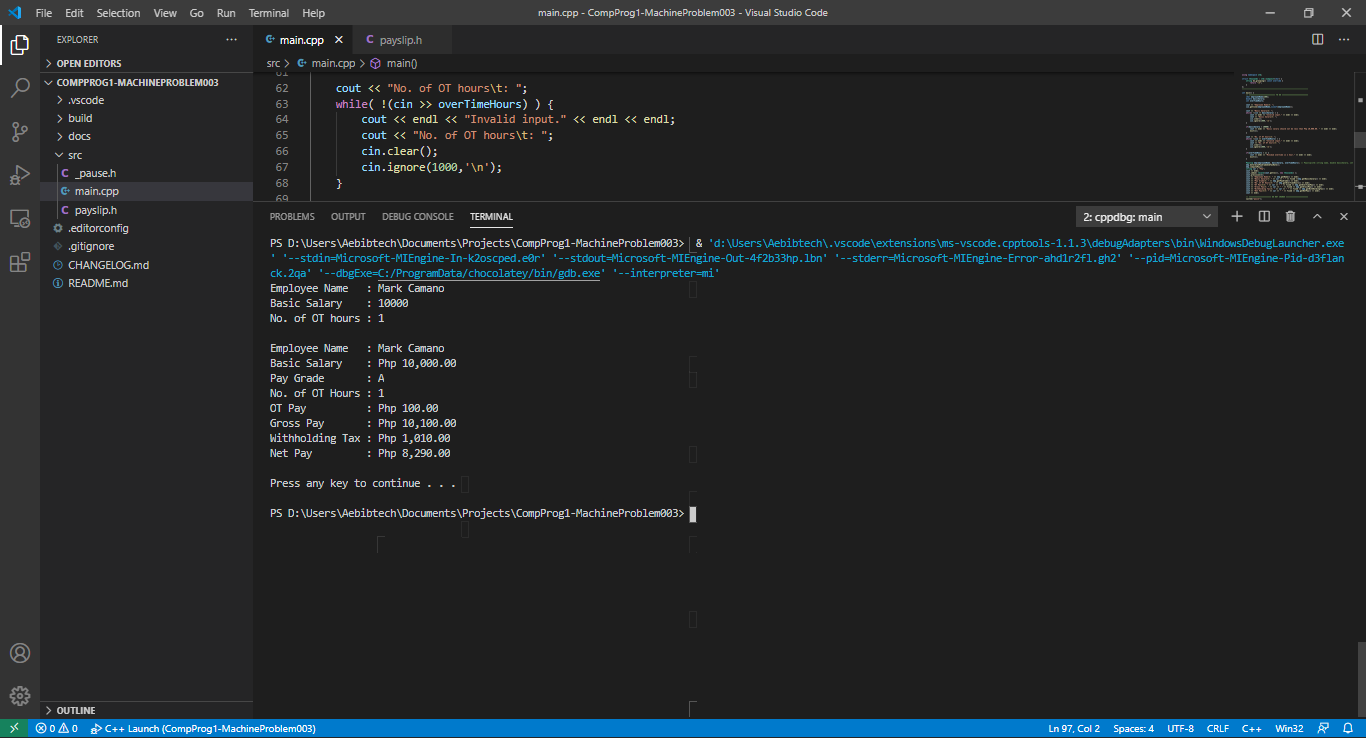 File Edit Selection View Go Run Terminal Help main.cpp - CompProg1-MachineProblem003 - Visual Studio Code
EXPLORER ···
OPEN EDITORS
COMPPROG1-MACHINEPROBLEM003
.vscode
build
docs
src
C _pause.h
main.cpp
C payslip.h
.editorconfig
.gitignore
CHANGELOG.md
README.md
OUTLINE
main.cpp C payslip.h
src > main.cpp > main()
61
62 cout << "No. of OT hours\t: ";
63 while( !(cin >> overTimeHours) ) {
64 cout << endl << "Invalid input." << endl << endl;
65 cout << "No. of OT hours\t: ";
66 cin.clear();
67 cin.ignore(1000,'\n');
68 }
69
PROBLEMS OUTPUT DEBUG CONSOLE TERMINAL 2: cppdbg: main
PS D:\Users\Aebibtech\Documents\Projects\CompProg1-MachineProblem003> & 'd:\Users\Aebibtech\.vscode\extensions\ms-vscode.cpptools-1.1.3\debugAdapters\bin\WindowsDebugLauncher.exe
' '--stdin=Microsoft-MIEngine-In-k2oscped.e0r' '--stdout=Microsoft-MIEngine-Out-4f2b33hp.lbn' '--stderr=Microsoft-MIEngine-Error-ahd1r2fl.gh2' '--pid=Microsoft-MIEngine-Pid-d3flan
ck.2qa' '--dbgExe=C:/ProgramData/chocolatey/bin/gdb.exe' '--interpreter=mi'
Employee Name : Mark Camano
Basic Salary : 10000
No. of OT hours : 1
Employee Name : Mark Camano
Basic Salary : Php 10,000.00
Pay Grade : A
No. of OT Hours : 1
OT Pay : Php 100.00
Gross Pay : Php 10,100.00
Withholding Tax : Php 1,010.00
Net Pay : Php 8,290.00
Press any key to continue . . .
PS D:\Users\Aebibtech\Documents\Projects\CompProg1-MachineProblem003>
0 0 C++ Launch (CompProg1-MachineProblem003) Ln 97, Col 2 Spaces: 4 UTF-8 CRLF C++ Win32